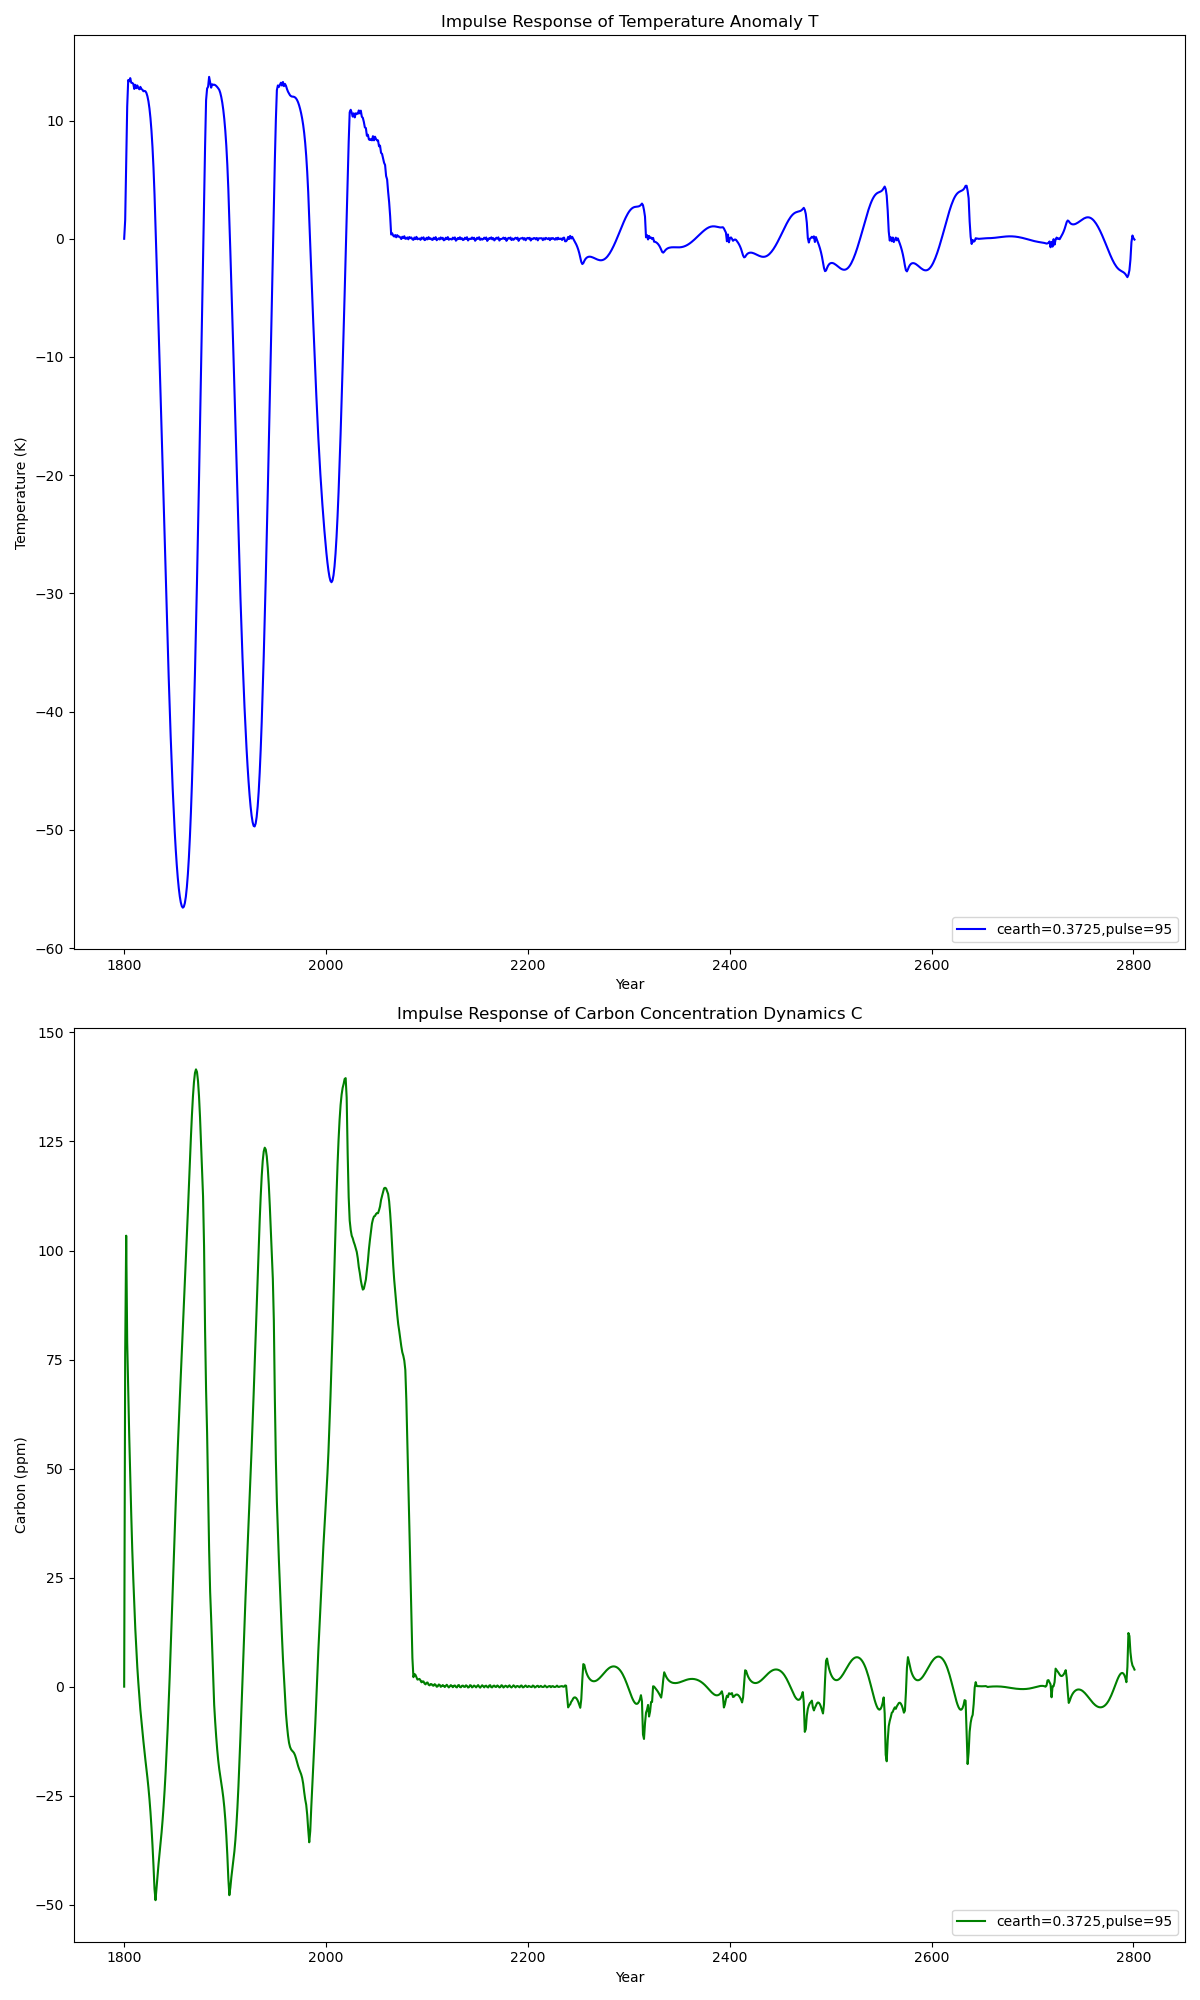 Impulse Response of Temperature Anomaly T
Temperature (K)
10
0
−10
−20
−30
−40
−50
−60
cearth=0.3725,pulse=95
1800 2000 2200 2400 2600 2800
Year
Impulse Response of Carbon Concentration Dynamics C
Carbon (ppm)
150
125
100
75
50
25
0
−25
−50
cearth=0.3725,pulse=95
1800 2000 2200 2400 2600 2800
Year